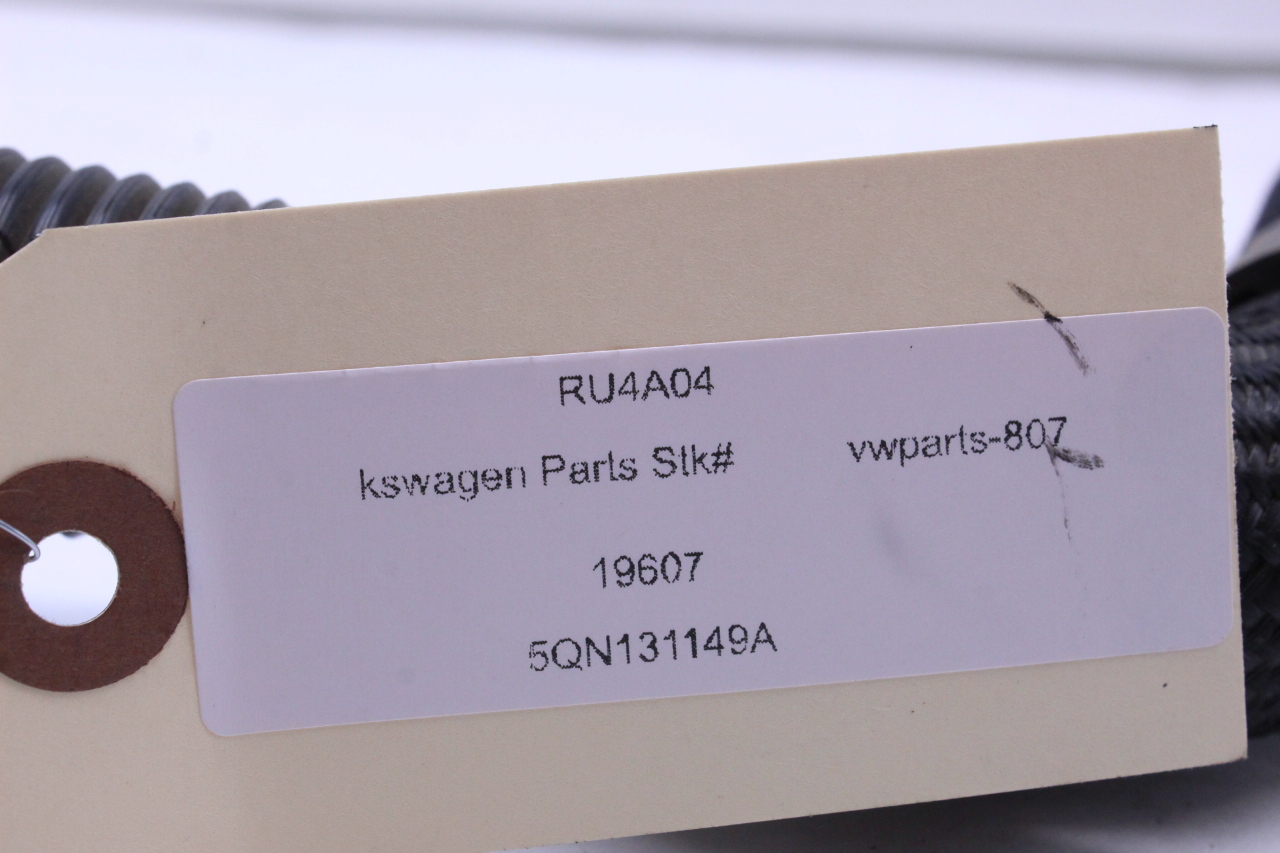 RU4A04
kswagen Parts Stk# vwparts-807
19607
5QN131149A